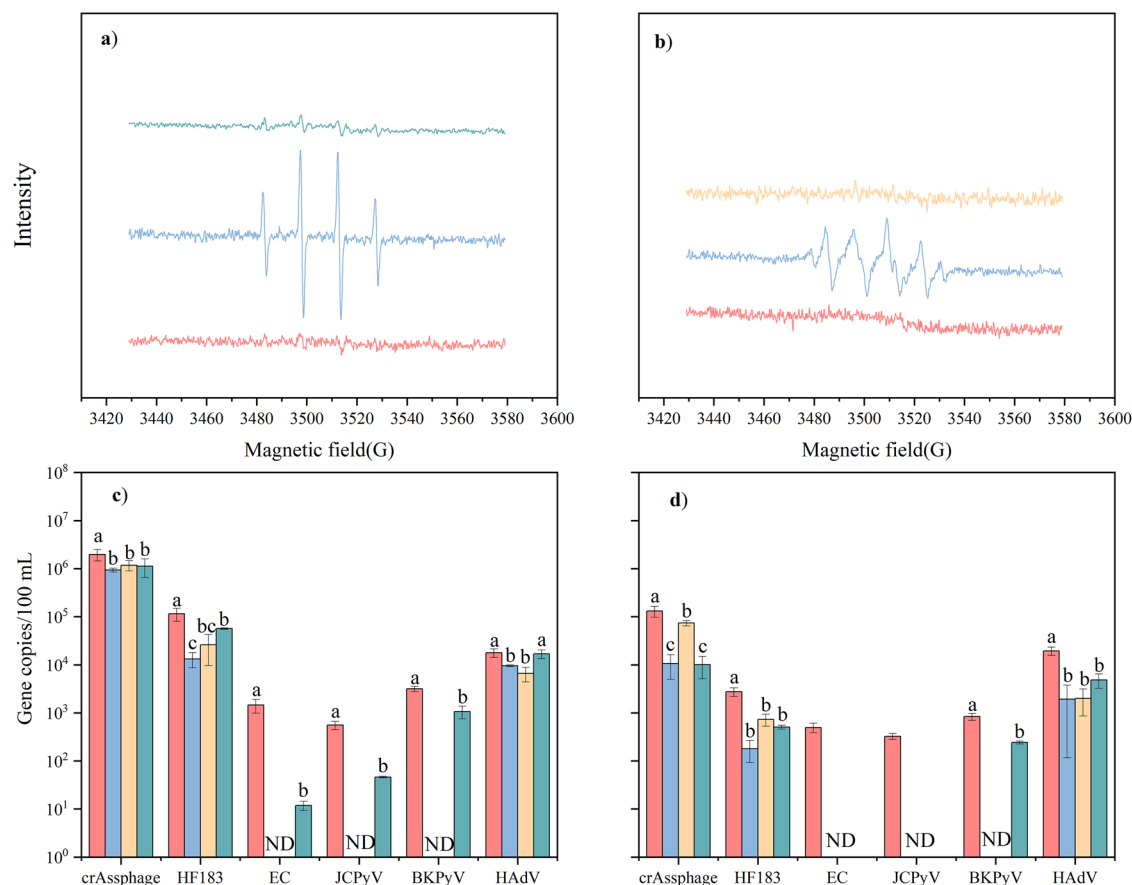 a)
b)
Intensity
3420 3440 3460 3480 3500 3520 3540 3560 3580 3600
3420 3440 3460 3480 3500 3520 3540 3560 3580 3600
Magnetic field(G)
Magnetic field(G)
c)
d)
Gene copies/100 mL
10^8
10^7
10^6
10^5
10^4
10^3
10^2
10^1
10^0
a b b b
a c bc b
a ND b
a ND b
a ND b
a b b a
a c b c
a b b b
ND
ND
a ND b
a b b b
crAssphage HF183 EC JCPyV BKPyV HAdV
crAssphage HF183 EC JCPyV BKPyV HAdV